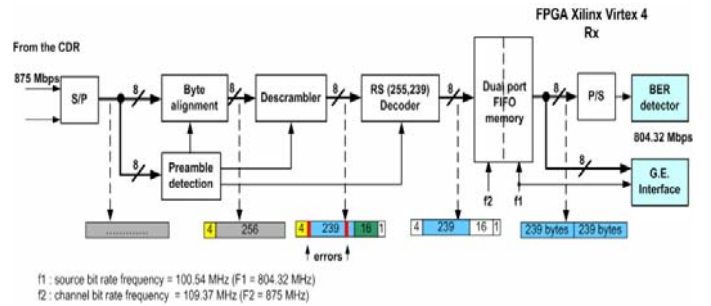 FPGA Xilinx Virtex 4
Rx
From the CDR
875 Mbps
S/P
8
Byte
alignment
8
Descrambler
8
RS (255,239)
Decoder
8
Dual port
FIFO
memory
8
P/S
BER
detector
804.32 Mbps
8
Preamble
detection
8
G.E.
Interface
f2
f1
............
4 256
4 239 16 1
4 239 16 1
239 bytes 239 bytes
errors
f1 : source bit rate frequency = 100.54 MHz (F1 = 804.32 MHz)
f2 : channel bit rate frequency = 109.37 MHz (F2 = 875 MHz)